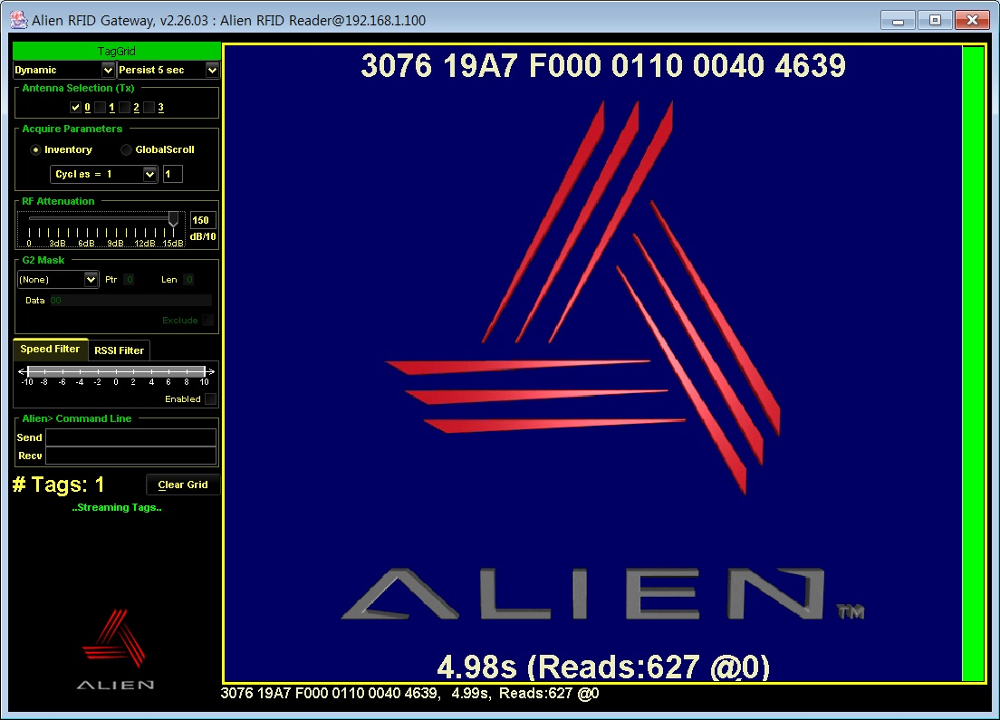 Alien RFID Gateway, v2.26.03 : Alien RFID Reader@192.168.1.100
TagGrid
Dynamic Persist 5 sec
Antenna Selection (Tx)
0 1 2 3
Acquire Parameters
Inventory GlobalScroll
Cycles = 1 1
RF Attenuation
150
dB/10
0 3dB 6dB 9dB 12dB 15dB
G2 Mask
(None) Ptr 0 Len 0
Data 00
Exclude
Speed Filter RSSI Filter
-10 -8 -6 -4 -2 0 2 4 6 8 10
Enabled
Alien> Command Line
Send
Recv
# Tags: 1 Clear Grid
..Streaming Tags..
ALIEN
3076 19A7 F000 0110 0040 4639
ALIEN TM
4.98s (Reads:627 @0)
3076 19A7 F000 0110 0040 4639, 4.99s, Reads:627 @0